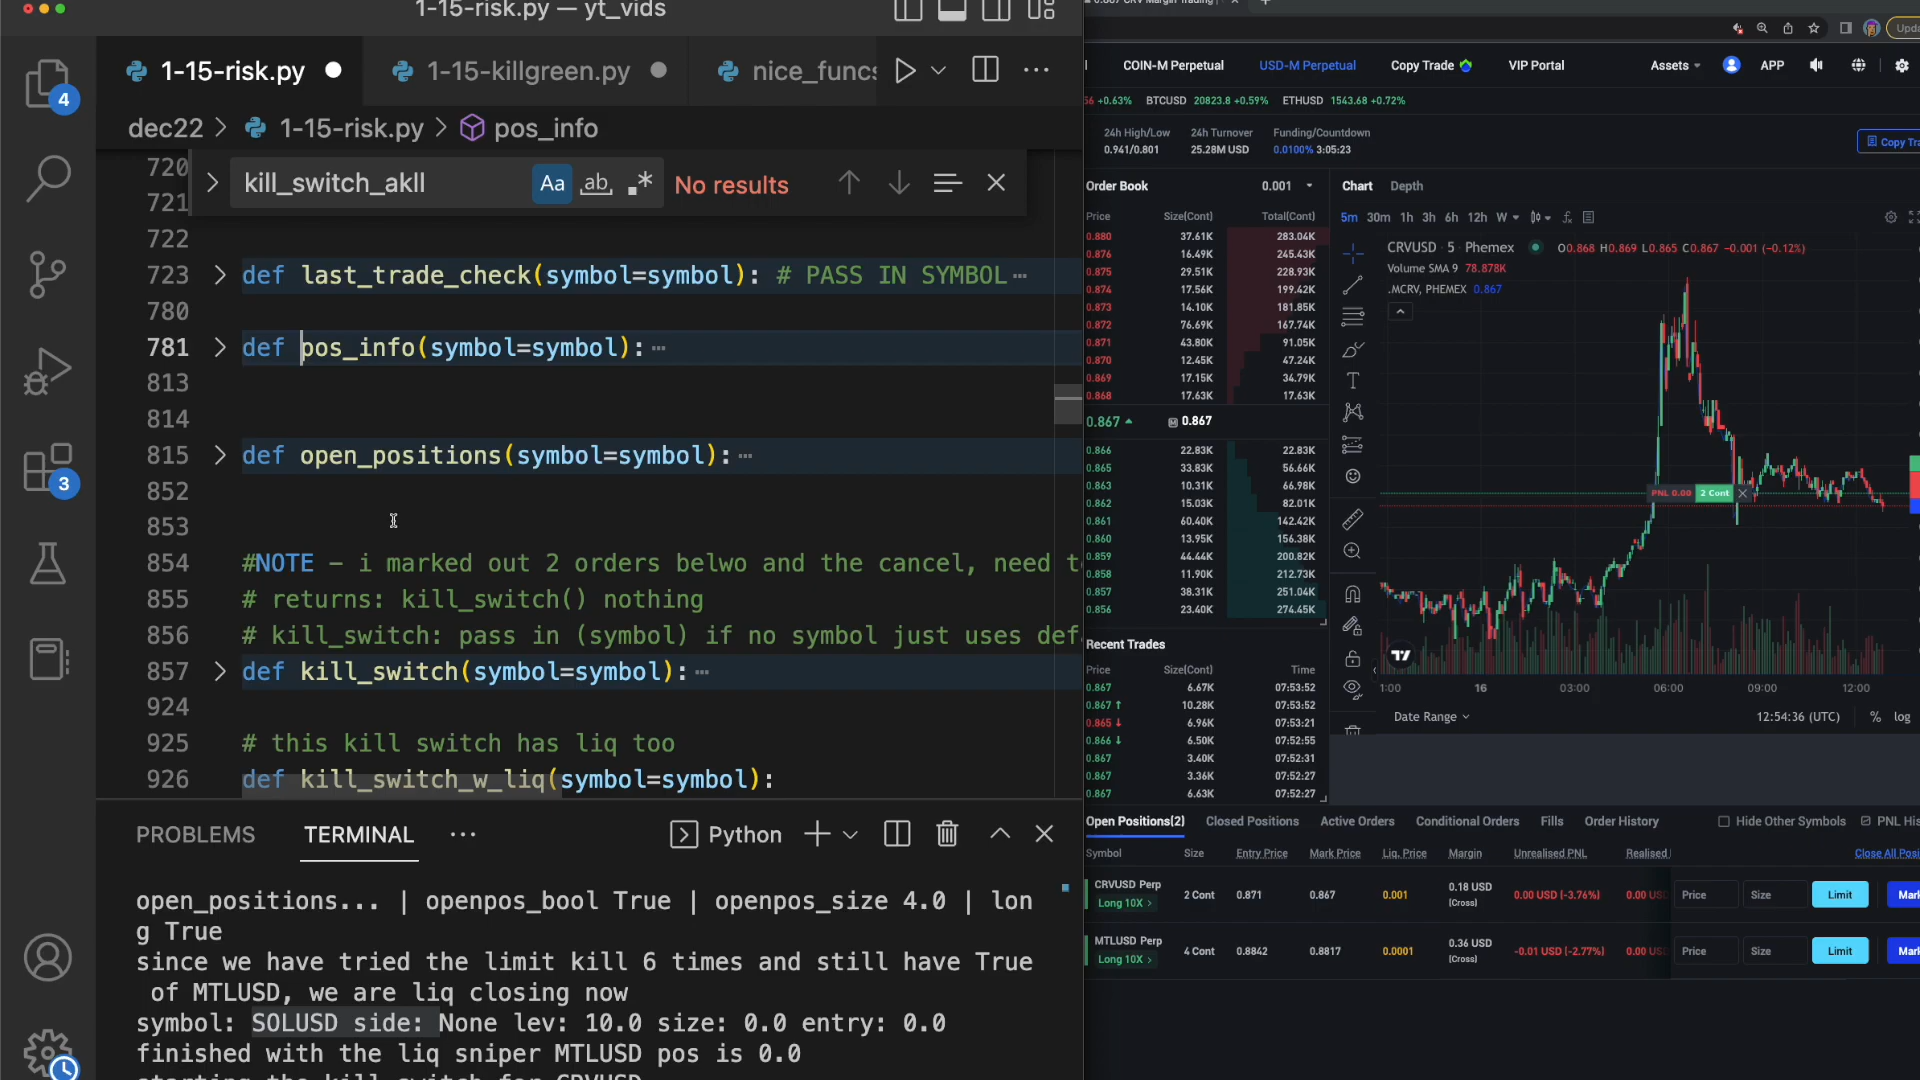 1-15-risk.py — yt_vids
1-15-risk.py
1-15-killgreen.py
nice_funcs
4
dec22 > 1-15-risk.py > pos_info
kill_switch_akll
Aa
ab
No results
720
721
722
723 def last_trade_check(symbol=symbol): # PASS IN SYMBOL
780
781 def pos_info(symbol=symbol):
813
814
815 def open_positions(symbol=symbol):
852
853
854 #NOTE – i marked out 2 orders belwo and the cancel, need t
855 # returns: kill_switch() nothing
856 # kill_switch: pass in (symbol) if no symbol just uses def
857 def kill_switch(symbol=symbol):
924
925 # this kill switch has liq too
926 def kill_switch_w_liq(symbol=symbol):
3
PROBLEMS TERMINAL
Python
open_positions... | openpos_bool True | openpos_size 4.0 | lon
g True
since we have tried the limit kill 6 times and still have True
of MTLUSD, we are liq closing now
symbol: SOLUSD side: None lev: 10.0 size: 0.0 entry: 0.0
finished with the liq sniper MTLUSD pos is 0.0
starting the kill switch for CRVUSD
Upda
COIN-M Perpetual USD-M Perpetual Copy Trade VIP Portal Assets APP
+0.63% BTCUSD 20823.8 +0.59% ETHUSD 1543.68 +0.72%
24h High/Low 24h Turnover Funding/Countdown
0.941/0.801 25.28M USD 0.0100% 3:05:23
Copy Tra
Order Book 0.001
Price Size(Cont) Total(Cont)
0.880 37.61K 283.04K
0.876 16.49K 245.43K
0.875 29.51K 228.93K
0.874 17.56K 199.42K
0.873 14.10K 181.85K
0.872 76.69K 167.74K
0.871 43.80K 91.05K
0.870 12.45K 47.24K
0.869 17.15K 34.79K
0.868 17.63K 17.63K
0.867 0.867
0.866 22.83K 22.83K
0.865 33.83K 56.66K
0.863 10.31K 66.98K
0.862 15.03K 82.01K
0.861 60.40K 142.42K
0.860 13.95K 156.38K
0.859 44.44K 200.82K
0.858 11.90K 212.73K
0.857 38.31K 251.04K
0.856 23.40K 274.45K
Recent Trades
Price Size(Cont) Time
0.867 6.67K 07:53:52
0.867 ↑ 10.28K 07:53:52
0.865 ↓ 6.96K 07:53:21
0.866 ↓ 6.50K 07:52:55
0.867 3.40K 07:52:31
0.867 3.36K 07:52:27
0.867 6.63K 07:52:27
Chart Depth
5m 30m 1h 3h 6h 12h W
CRVUSD · 5 · Phemex O0.868 H0.869 L0.865 C0.867 -0.001 (-0.12%)
Volume SMA 9 78.878K
.MCRV, PHEMEX 0.867
PNL 0.00 2 Cont
1:00 16 03:00 06:00 09:00 12:00
Date Range 12:54:36 (UTC) % log
Open Positions(2) Closed Positions Active Orders Conditional Orders Fills Order History Hide Other Symbols PNL His
Symbol Size Entry Price Mark Price Liq. Price Margin Unrealised PNL Realised Close All Posi
CRVUSD Perp
Long 10X >
2 Cont 0.871 0.867 0.001 0.18 USD
(Cross)
0.00 USD (-3.76%) 0.00 USD Price Size Limit Mark
MTLUSD Perp
Long 10X >
4 Cont 0.8842 0.8817 0.0001 0.36 USD
(Cross)
-0.01 USD (-2.77%) 0.00 USD Price Size Limit Mark